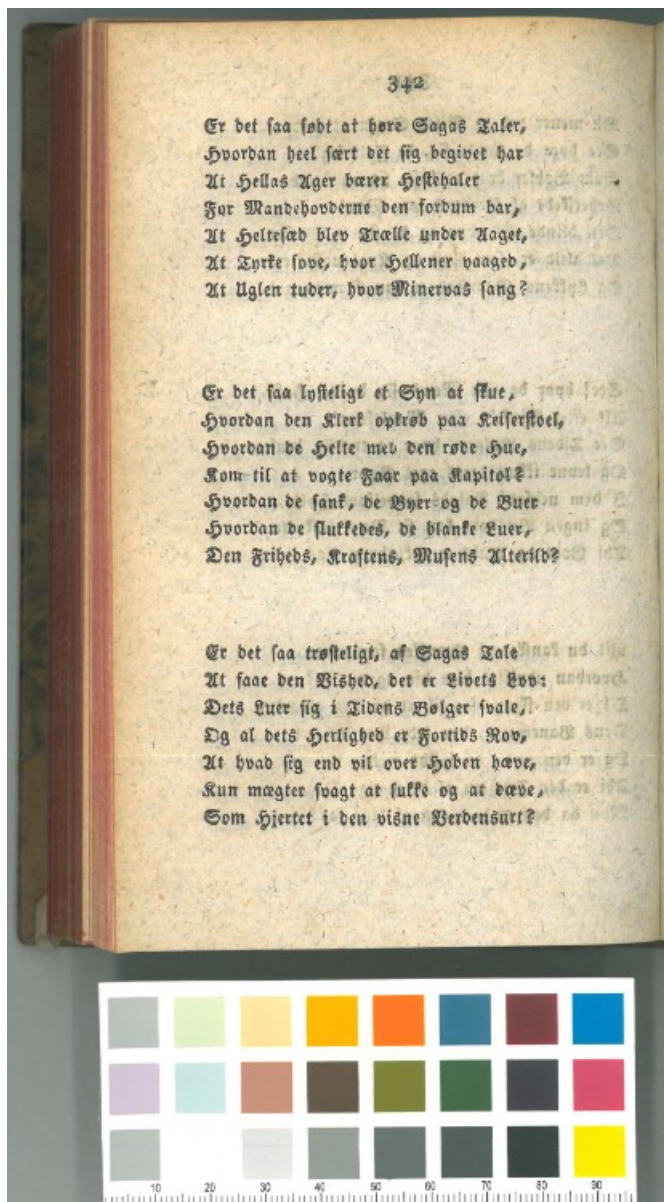 342
Er det saa sødt at høre Sagas Taler,
Hvordan heel sært det sig begivet har
At Hellas Ager bærer Hestehaler
For Mandehovderne den fordum bar,
At Heltesæd blev Trælle under Aaget,
At Tyrke sove, hvor Hellener vaaged,
At Uglen tuder, hvor Minervas sang?
Er det saa lysteligt et Syn at skue,
Hvordan den Klerk opkrøb paa Keiserstoel,
Hvordan de Helte med den røde Hue,
Kom til at vogte Faar paa Kapitol?
Hvordan de sank, de Byer og de Buer
Hvordan de slukkedes, de blanke Luer,
Den Friheds, Kraftens, Musens Alterild?
Er det saa trøsteligt, af Sagas Tale
At faae den Vished, det er Livets Lov:
Dets Luer sig i Tidens Bølger svale,
Og al dets Herlighed er Fortids Rov,
At hvad sig end vil over Hoben hæve,
Kun mægter svagt at sukke og at bæve,
Som Hjertet i den visne Verdensurt?
10 20 30 40 50 60 70 80 90